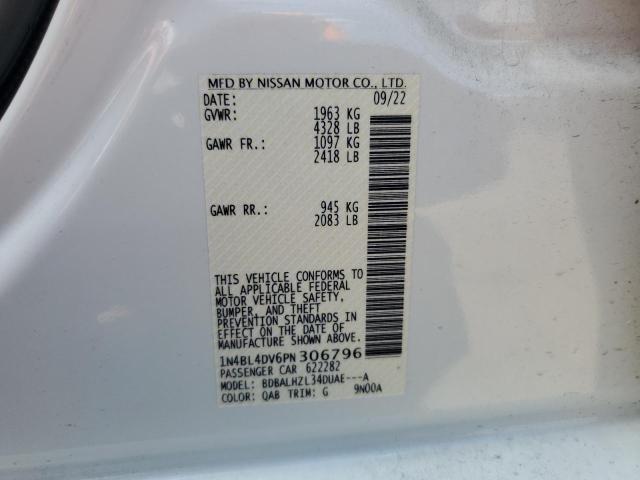 MFD BY NISSAN MOTOR CO., LTD.
DATE: 09/22
GVWR: 1963 KG
4328 LB
GAWR FR.: 1097 KG
2418 LB
GAWR RR.: 945 KG
2083 LB
THIS VEHICLE CONFORMS TO
ALL APPLICABLE FEDERAL
MOTOR VEHICLE SAFETY,
BUMPER, AND THEFT
PREVENTION STANDARDS IN
EFFECT ON THE DATE OF
MANUFACTURE SHOWN ABOVE.
1N4BL4DV6PN306796
PASSENGER CAR 622282
MODEL: BDBALHZL34DUAE---A
COLOR: QAB TRIM: G 9N00A